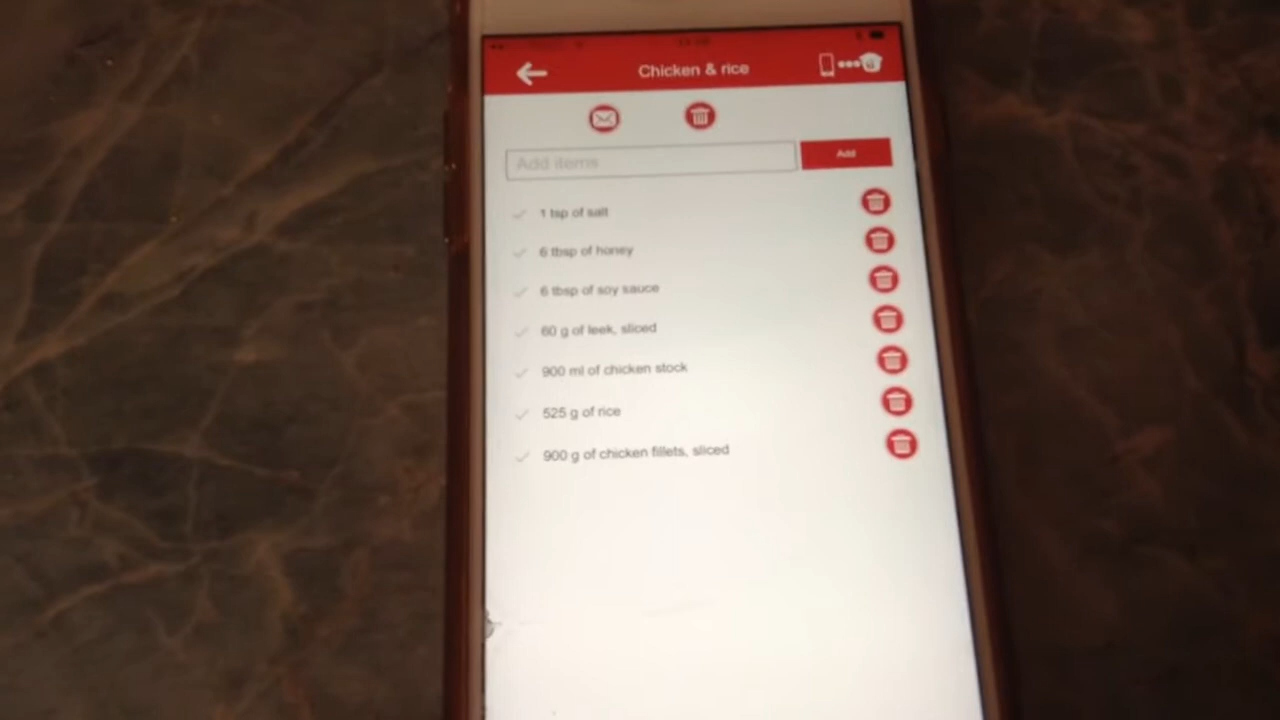 Chicken & rice
Add items
Add
1 tsp of salt
6 tbsp of honey
6 tbsp of soy sauce
60 g of leek, sliced
900 ml of chicken stock
525 g of rice
900 g of chicken fillets, sliced